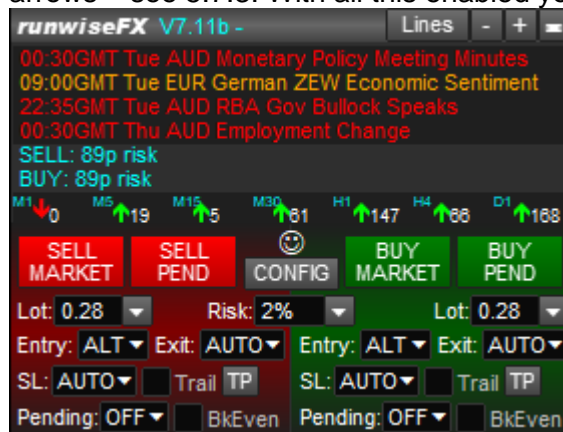 runwiseFX V7.11b - Lines - +
00:30GMT Tue AUD Monetary Policy Meeting Minutes
09:00GMT Tue EUR German ZEW Economic Sentiment
22:35GMT Tue AUD RBA Gov Bullock Speaks
00:30GMT Thu AUD Employment Change
SELL: 89p risk
BUY: 89p risk
M1 0 M5 19 M15 5 M30 61 H1 147 H4 66 D1 168
SELL MARKET SELL PEND CONFIG BUY MARKET BUY PEND
Lot: 0.28 Risk: 2% Lot: 0.28
Entry: ALT Exit: AUTO Entry: ALT Exit: AUTO
SL: AUTO Trail TP SL: AUTO Trail TP
Pending: OFF BkEven Pending: OFF BkEven